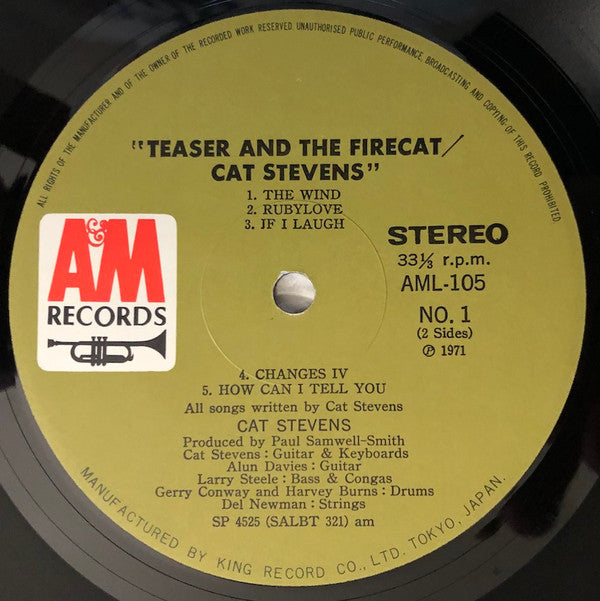 ALL RIGHTS OF THE MANUFACTURER AND OF THE OWNER OF THE RECORDED WORK RESERVED UNAUTHORISED PUBLIC PERFORMANCE, BROADCASTING AND COPYING OF THIS RECORD PROHIBITED
"TEASER AND THE FIRECAT/
CAT STEVENS"
1. THE WIND
2. RUBYLOVE
3. IF I LAUGH
A&M
RECORDS
STEREO
33⅓ r.p.m.
AML-105
NO. 1
(2 Sides)
Ⓟ 1971
4. CHANGES IV
5. HOW CAN I TELL YOU
All songs written by Cat Stevens
CAT STEVENS
Produced by Paul Samwell-Smith
Cat Stevens : Guitar & Keyboards
Alun Davies : Guitar
Larry Steele : Bass & Congas
Gerry Conway and Harvey Burns : Drums
Del Newman : Strings
SP 4525 (SALBT 321) am
MANUFACTURED BY KING RECORD CO., LTD. TOKYO, JAPAN.